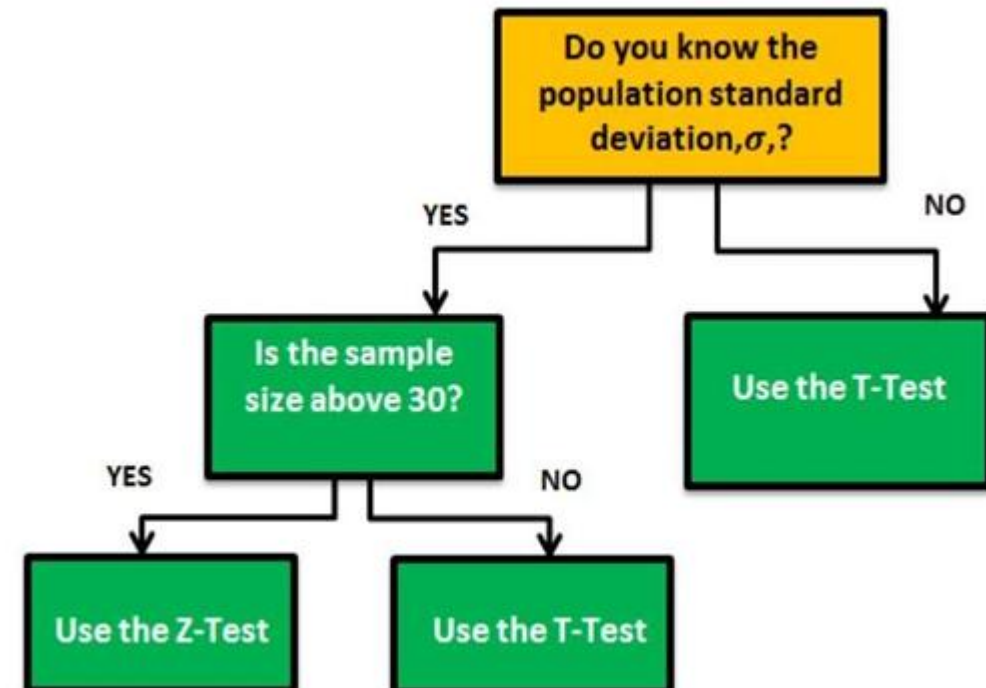 Do you know the
population standard
deviation,σ,?
YES
NO
Is the sample
size above 30?
Use the T-Test
YES
NO
Use the Z-Test
Use the T-Test